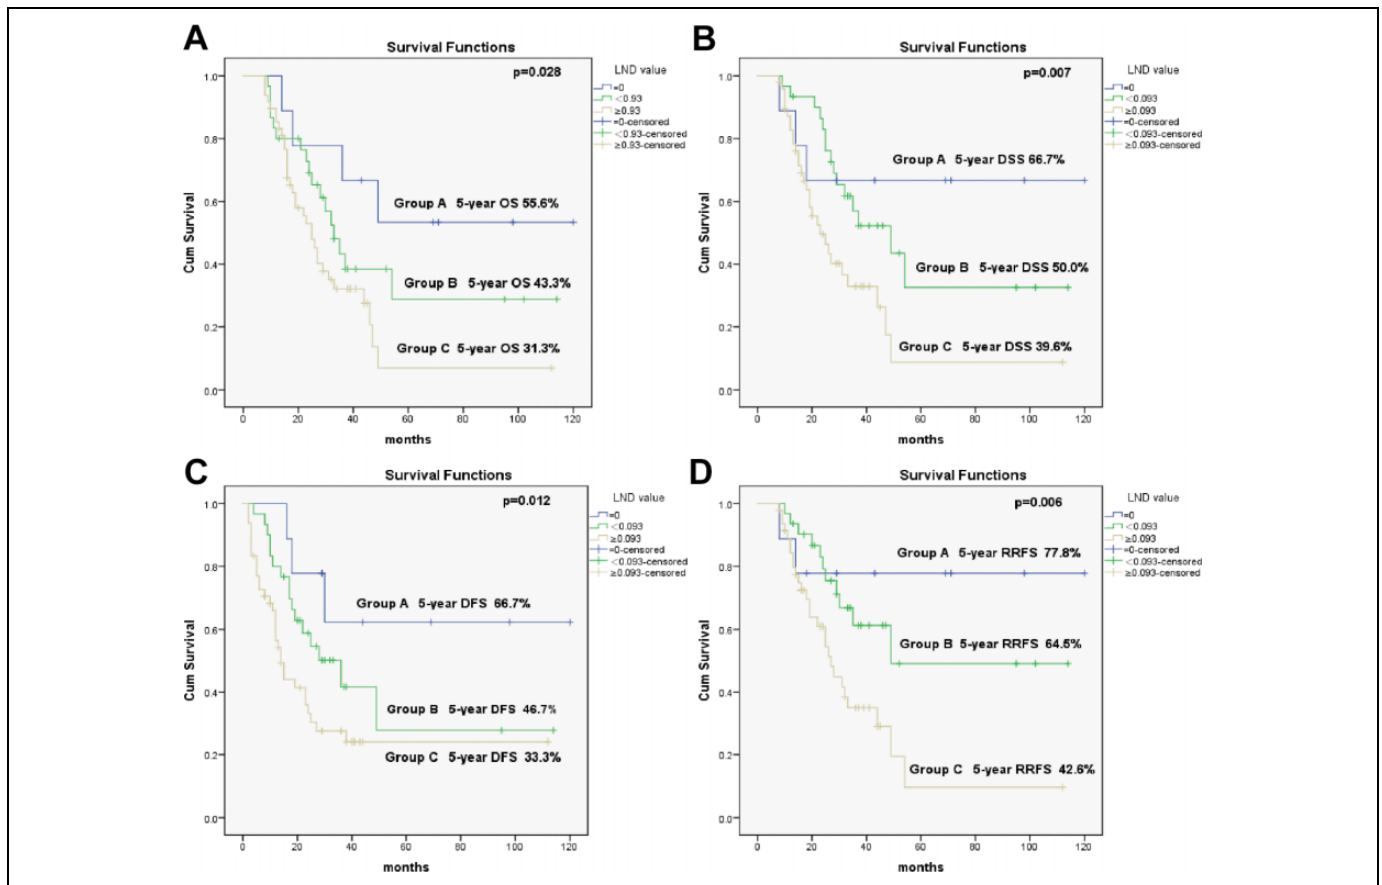 A
Survival Functions
p=0.028
LND value
=0
<0.93
≥0.93
=0-censored
<0.93-censored
≥0.93-censored
Cum Survival
1.0
0.8
0.6
0.4
0.2
0.0
Group A 5-year OS 55.6%
Group B 5-year OS 43.3%
Group C 5-year OS 31.3%
0 20 40 60 80 100 120
months
B
Survival Functions
p=0.007
LND value
=0
<0.093
≥0.093
=0-censored
<0.093-censored
≥0.093-censored
Cum Survival
1.0
0.8
0.6
0.4
0.2
0.0
Group A 5-year DSS 66.7%
Group B 5-year DSS 50.0%
Group C 5-year DSS 39.6%
0 20 40 60 80 100 120
months
C
Survival Functions
p=0.012
LND value
=0
<0.093
≥0.093
=0-censored
<0.093-censored
≥0.093-censored
Cum Survival
1.0
0.8
0.6
0.4
0.2
0.0
Group A 5-year DFS 66.7%
Group B 5-year DFS 46.7%
Group C 5-year DFS 33.3%
0 20 40 60 80 100 120
months
D
Survival Functions
p=0.006
LND value
=0
<0.093
≥0.093
=0-censored
<0.093-censored
≥0.093-censored
Cum Survival
1.0
0.8
0.6
0.4
0.2
0.0
Group A 5-year RRFS 77.8%
Group B 5-year RRFS 64.5%
Group C 5-year RRFS 42.6%
0 20 40 60 80 100 120
months